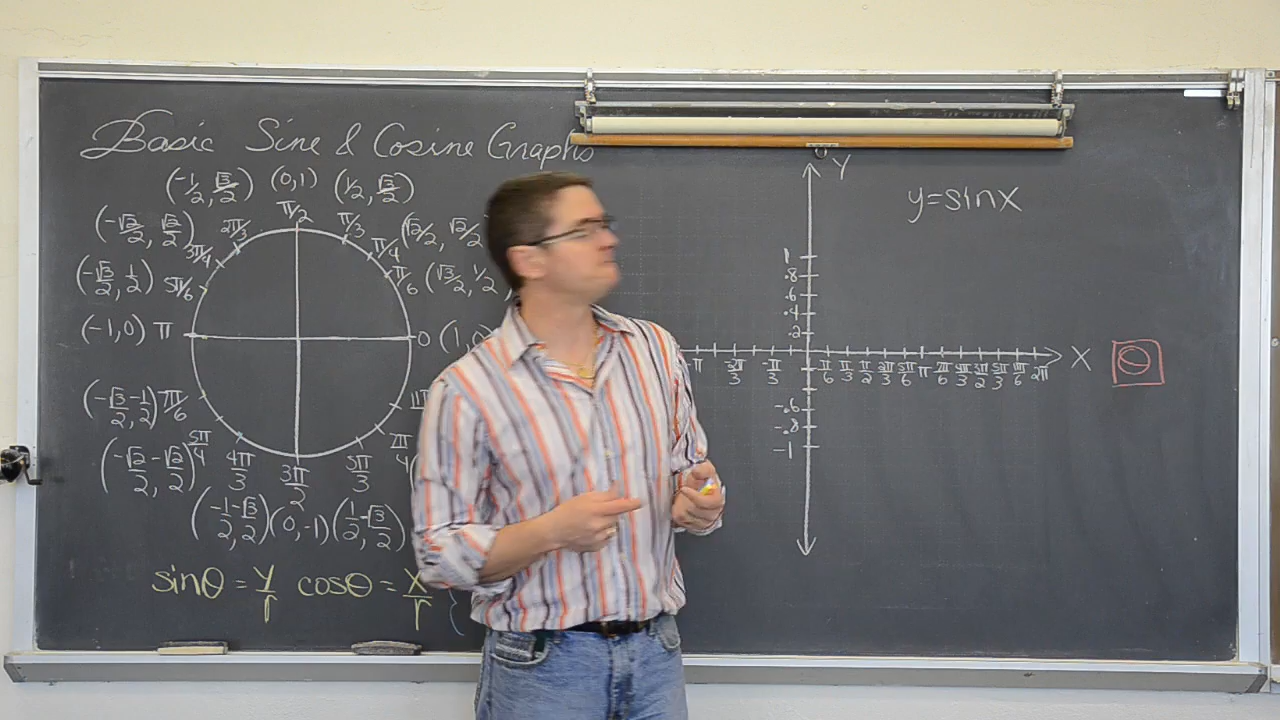 Basic Sine & Cosine Graphs
(-1/2, √3/2) (0,1) (1/2, √3/2)
π/2
2π/3 π/3
(-√2/2, √2/2) 3π/4 π/4 (√2/2, √2/2
(-√3/2, 1/2) 5π/6 π/6 (√3/2, 1/2
(-1,0) π 0 (1,0
(-√3/2, -1/2) 7π/6
(-√2/2, -√2/2) 5π/4
4π/3 3π/2 5π/3
(-1/2, -√3/2) (0,-1) (1/2, -√3/2)
sinθ = y/r cosθ = x/r
Y
y=sinx
1
.8
.6
.4
.2
-π -2π/3 -π/3 π/6 π/3 π/2 2π/3 5π/6 π 7π/6 4π/3 3π/2 5π/3 11π/6 2π X
θ
-.6
-.8
-1